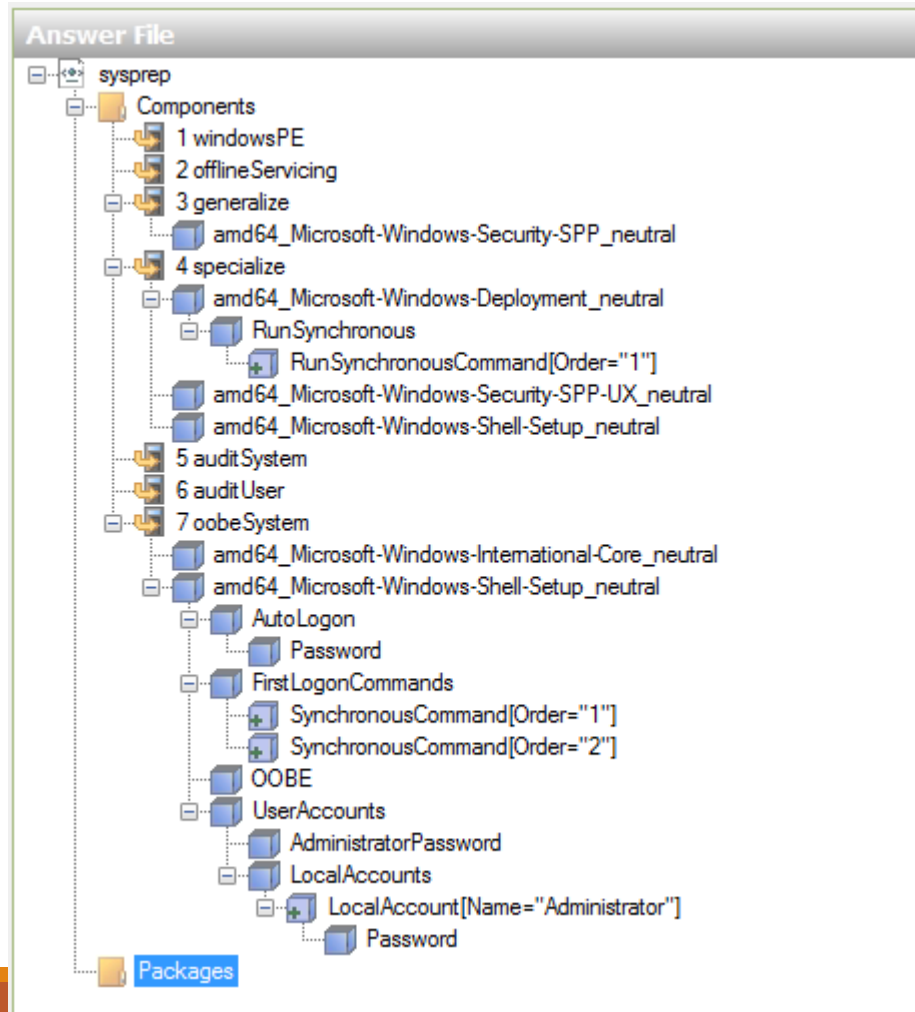 Answer File
sysprep
Components
1 windowsPE
2 offlineServicing
3 generalize
amd64_Microsoft-Windows-Security-SPP_neutral
4 specialize
amd64_Microsoft-Windows-Deployment_neutral
RunSynchronous
RunSynchronousCommand[Order="1"]
amd64_Microsoft-Windows-Security-SPP-UX_neutral
amd64_Microsoft-Windows-Shell-Setup_neutral
5 auditSystem
6 auditUser
7 oobeSystem
amd64_Microsoft-Windows-International-Core_neutral
amd64_Microsoft-Windows-Shell-Setup_neutral
AutoLogon
Password
FirstLogonCommands
SynchronousCommand[Order="1"]
SynchronousCommand[Order="2"]
OOBE
UserAccounts
AdministratorPassword
LocalAccounts
LocalAccount[Name="Administrator"]
Password
Packages